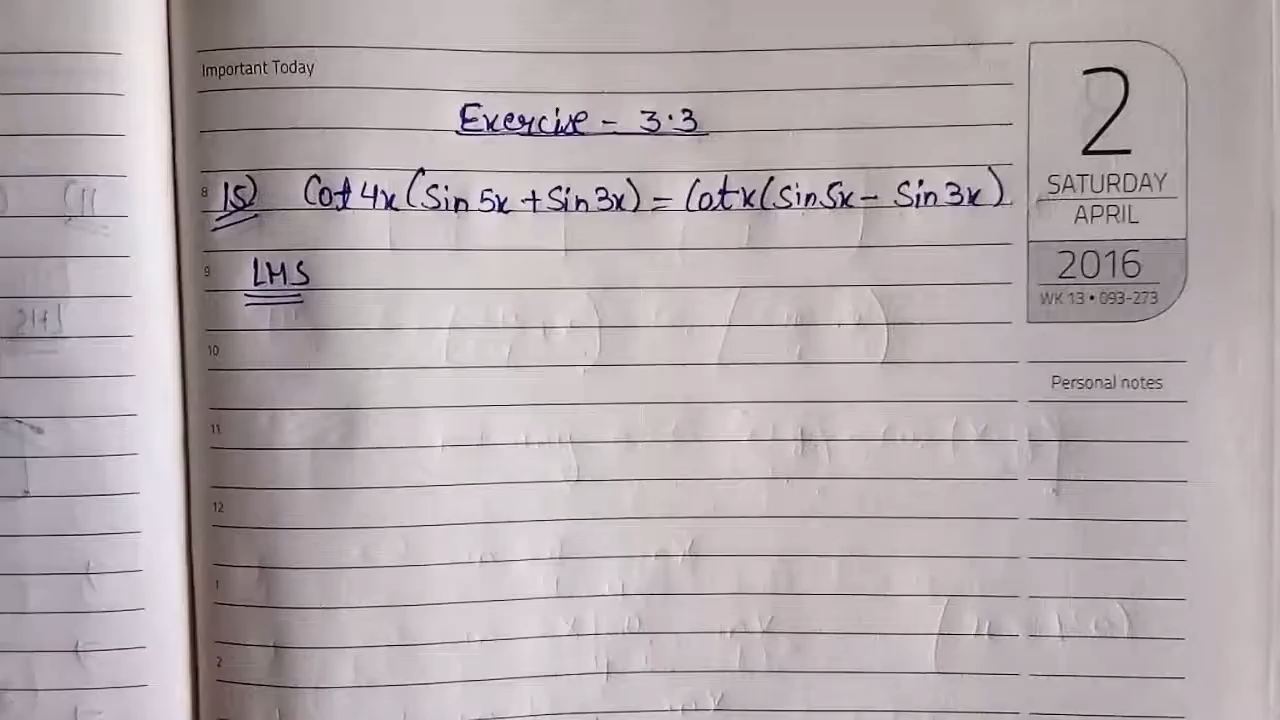 Important Today
Exercise - 3.3
8 15) Cot 4x (Sin 5x + Sin 3x) = Cot x (Sin 5x - Sin 3x)
9 LHS
10
11
12
1
2
2
SATURDAY
APRIL
2016
WK 13 • 093-273
Personal notes